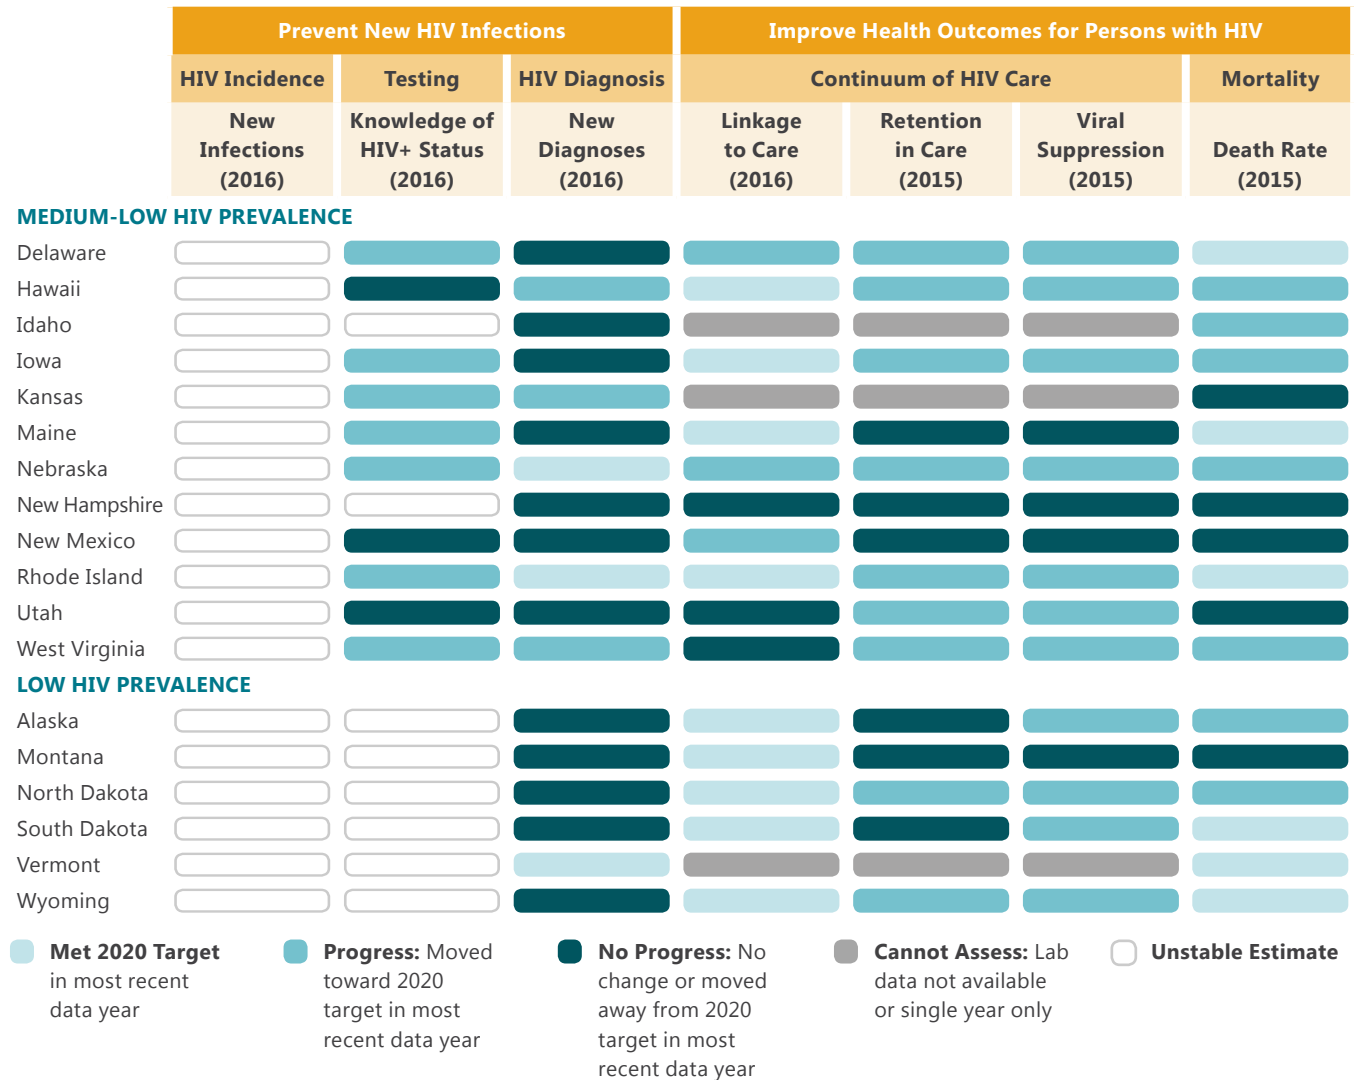 Prevent New HIV Infections
Improve Health Outcomes for Persons with HIV
HIV Incidence
Testing
HIV Diagnosis
Continuum of HIV Care
Mortality
New
Infections
(2016)
Knowledge of
HIV+ Status
(2016)
New
Diagnoses
(2016)
Linkage
to Care
(2016)
Retention
in Care
(2015)
Viral
Suppression
(2015)
Death Rate
(2015)
MEDIUM-LOW HIV PREVALENCE
Delaware
Hawaii
Idaho
Iowa
Kansas
Maine
Nebraska
New Hampshire
New Mexico
Rhode Island
Utah
West Virginia
LOW HIV PREVALENCE
Alaska
Montana
North Dakota
South Dakota
Vermont
Wyoming
Met 2020 Target
in most recent
data year
Progress: Moved
toward 2020
target in most
recent data year
No Progress: No
change or moved
away from 2020
target in most
recent data year
Cannot Assess: Lab
data not available
or single year only
Unstable Estimate